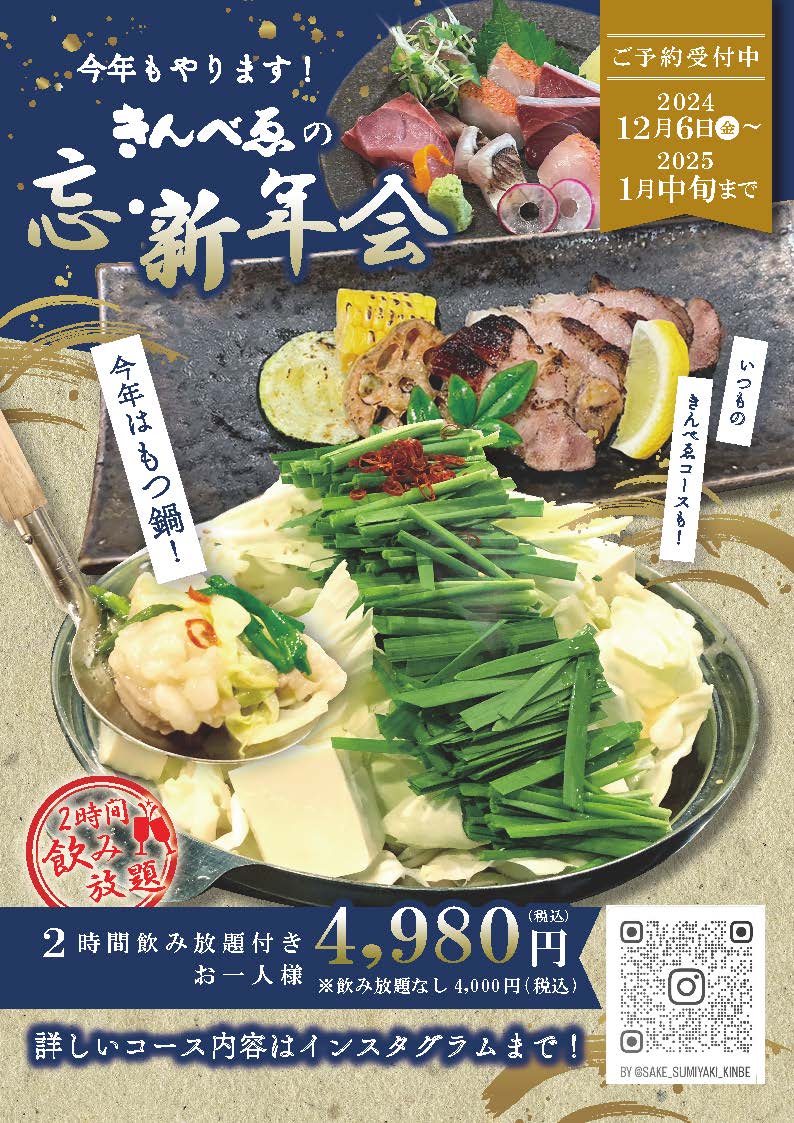 今年もやります！
きんべゑの
忘・新年会
ご予約受付中
2024
12月6日金～
2025
1月中旬まで
今年はもつ鍋！
いつもの
きんべゑコースも！
2時間
飲み
放題
2時間飲み放題付き
お一人様
4,980円
(税込)
※飲み放題なし4,000円(税込)
詳しいコース内容はインスタグラムまで！
BY @SAKE_SUMIYAKI_KINBE